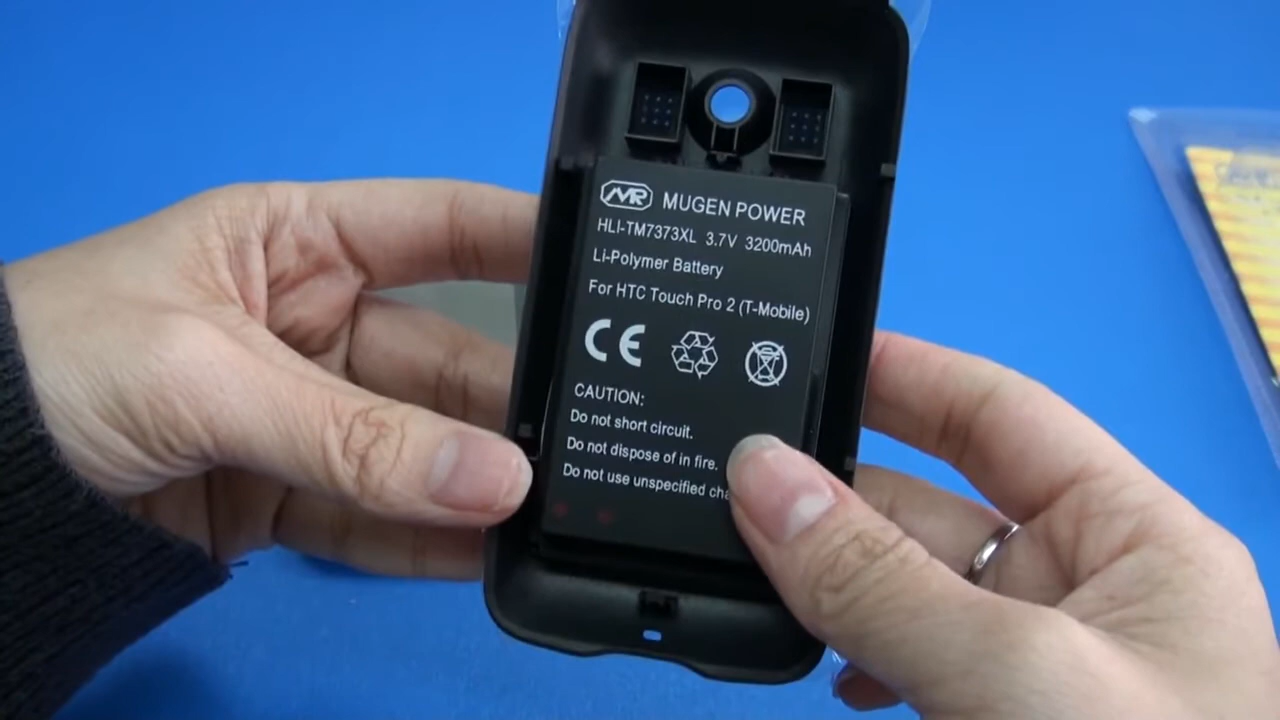 MUGEN POWER
HLI-TM7373XL 3.7V 3200mAh
Li-Polymer Battery
For HTC Touch Pro 2 (T-Mobile)
CE
CAUTION:
Do not short circuit.
Do not dispose of in fire.
Do not use unspecified